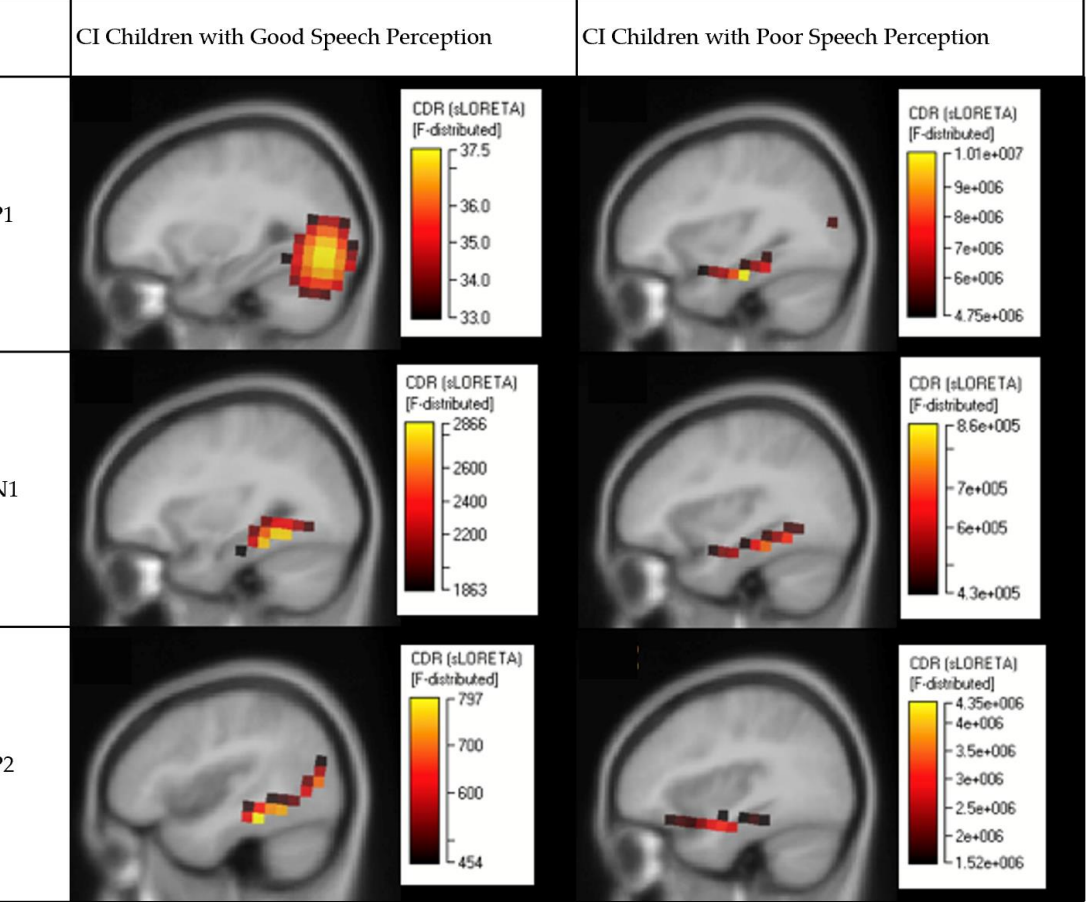 CI Children with Good Speech Perception
CI Children with Poor Speech Perception
P1
CDR (sLORETA)
[F-distributed]
37.5
36.0
35.0
34.0
33.0
CDR (sLORETA)
[F-distributed]
1.01e+007
9e+006
8e+006
7e+006
6e+006
4.75e+006
N1
CDR (sLORETA)
[F-distributed]
2866
2600
2400
2200
1863
CDR (sLORETA)
[F-distributed]
8.6e+005
7e+005
6e+005
4.3e+005
P2
CDR (sLORETA)
[F-distributed]
797
700
600
454
CDR (sLORETA)
[F-distributed]
4.35e+006
4e+006
3.5e+006
3e+006
2.5e+006
2e+006
1.52e+006